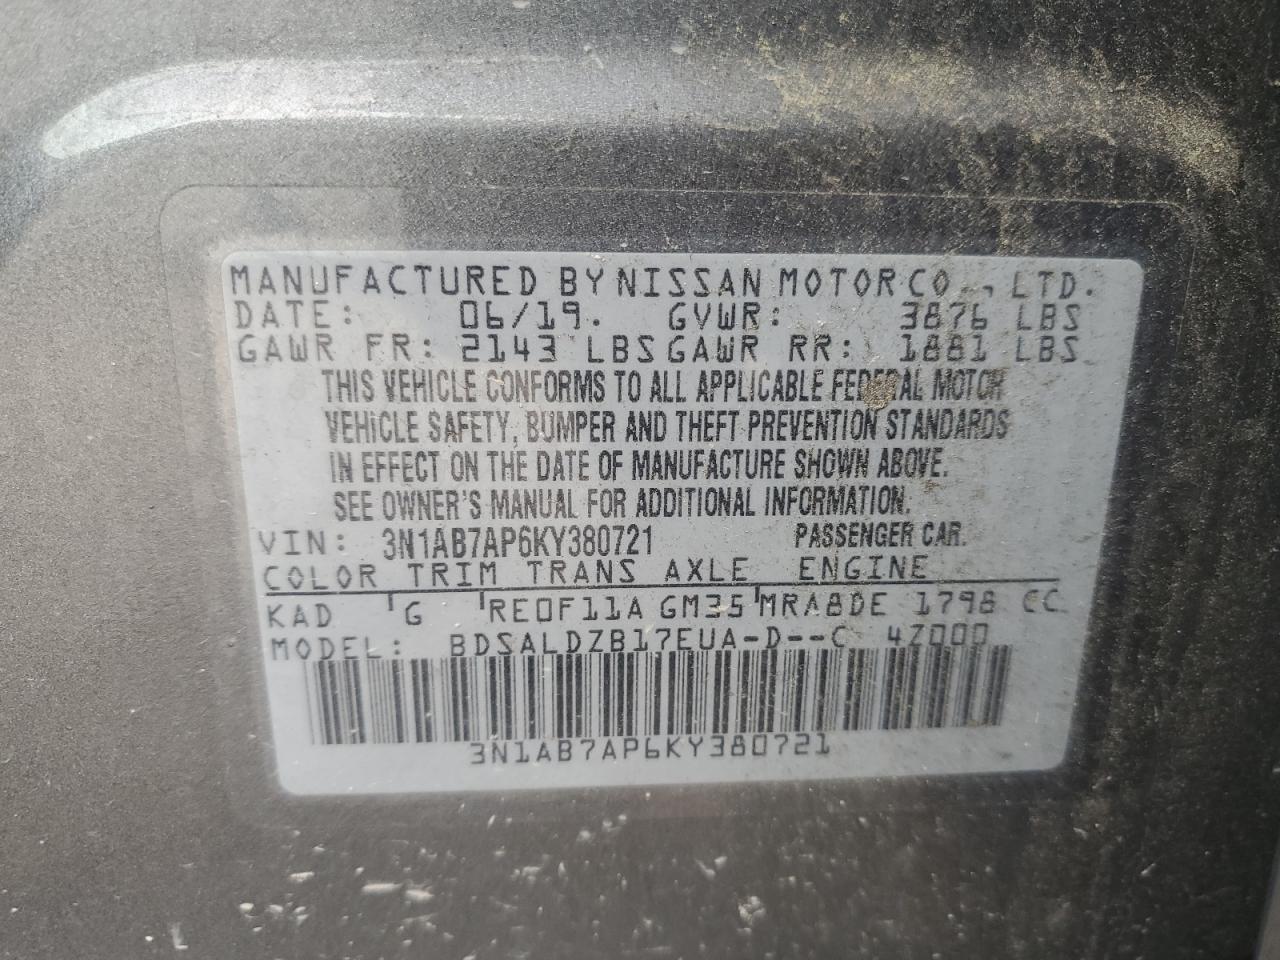 MANUFACTURED BY NISSAN MOTOR CO., LTD.
DATE: 06/19. GVWR: 3876 LBS
GAWR FR: 2143 LBS GAWR RR: 1881 LBS
THIS VEHICLE CONFORMS TO ALL APPLICABLE FEDERAL MOTOR
VEHICLE SAFETY, BUMPER AND THEFT PREVENTION STANDARDS
IN EFFECT ON THE DATE OF MANUFACTURE SHOWN ABOVE.
SEE OWNER'S MANUAL FOR ADDITIONAL INFORMATION.
VIN: 3N1AB7AP6KY380721 PASSENGER CAR.
COLOR TRIM TRANS AXLE ENGINE
KAD G RE0F11A GM35 MRA8DE 1798 CC
MODEL: BDSALDZB17EUA-D--C 4Z000
3N1AB7AP6KY380721